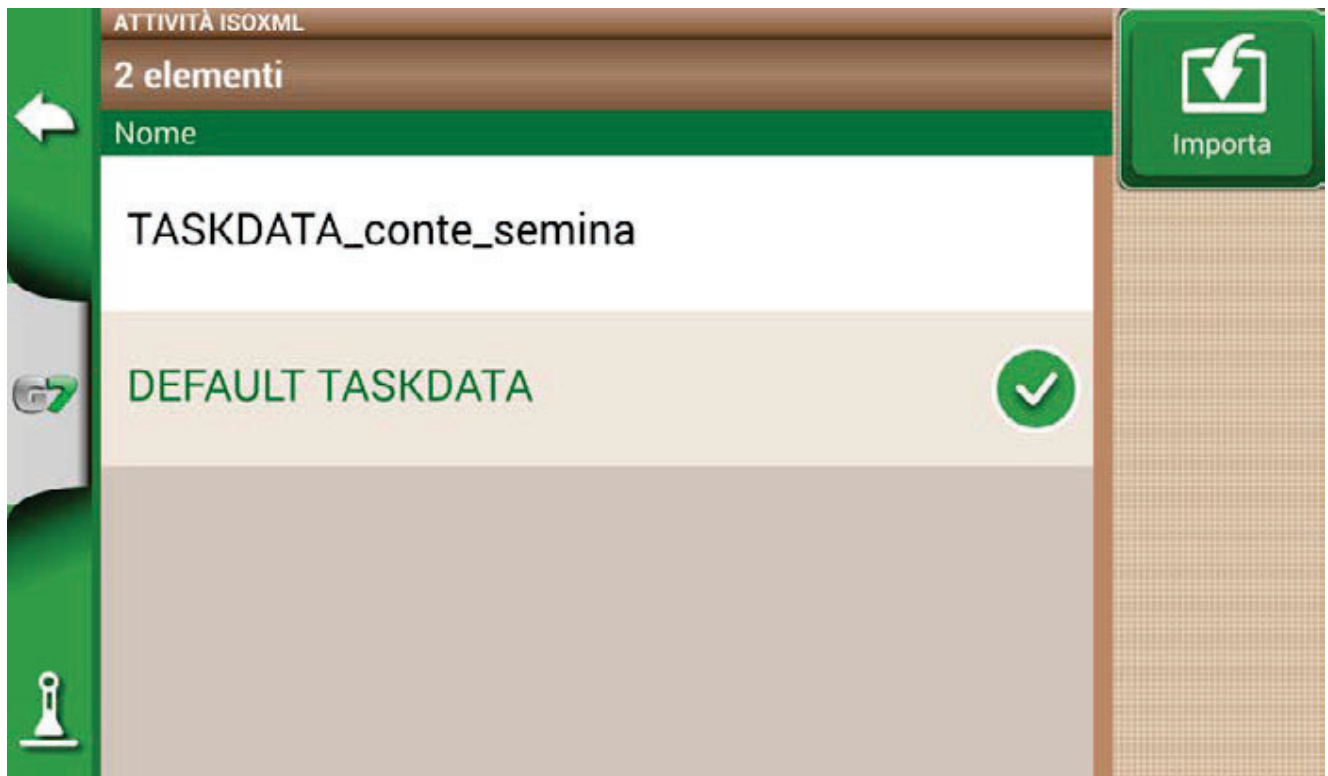 ATTIVITÀ ISOXML
2 elementi
Nome
Importa
TASKDATA_conte_semina
DEFAULT TASKDATA
G7